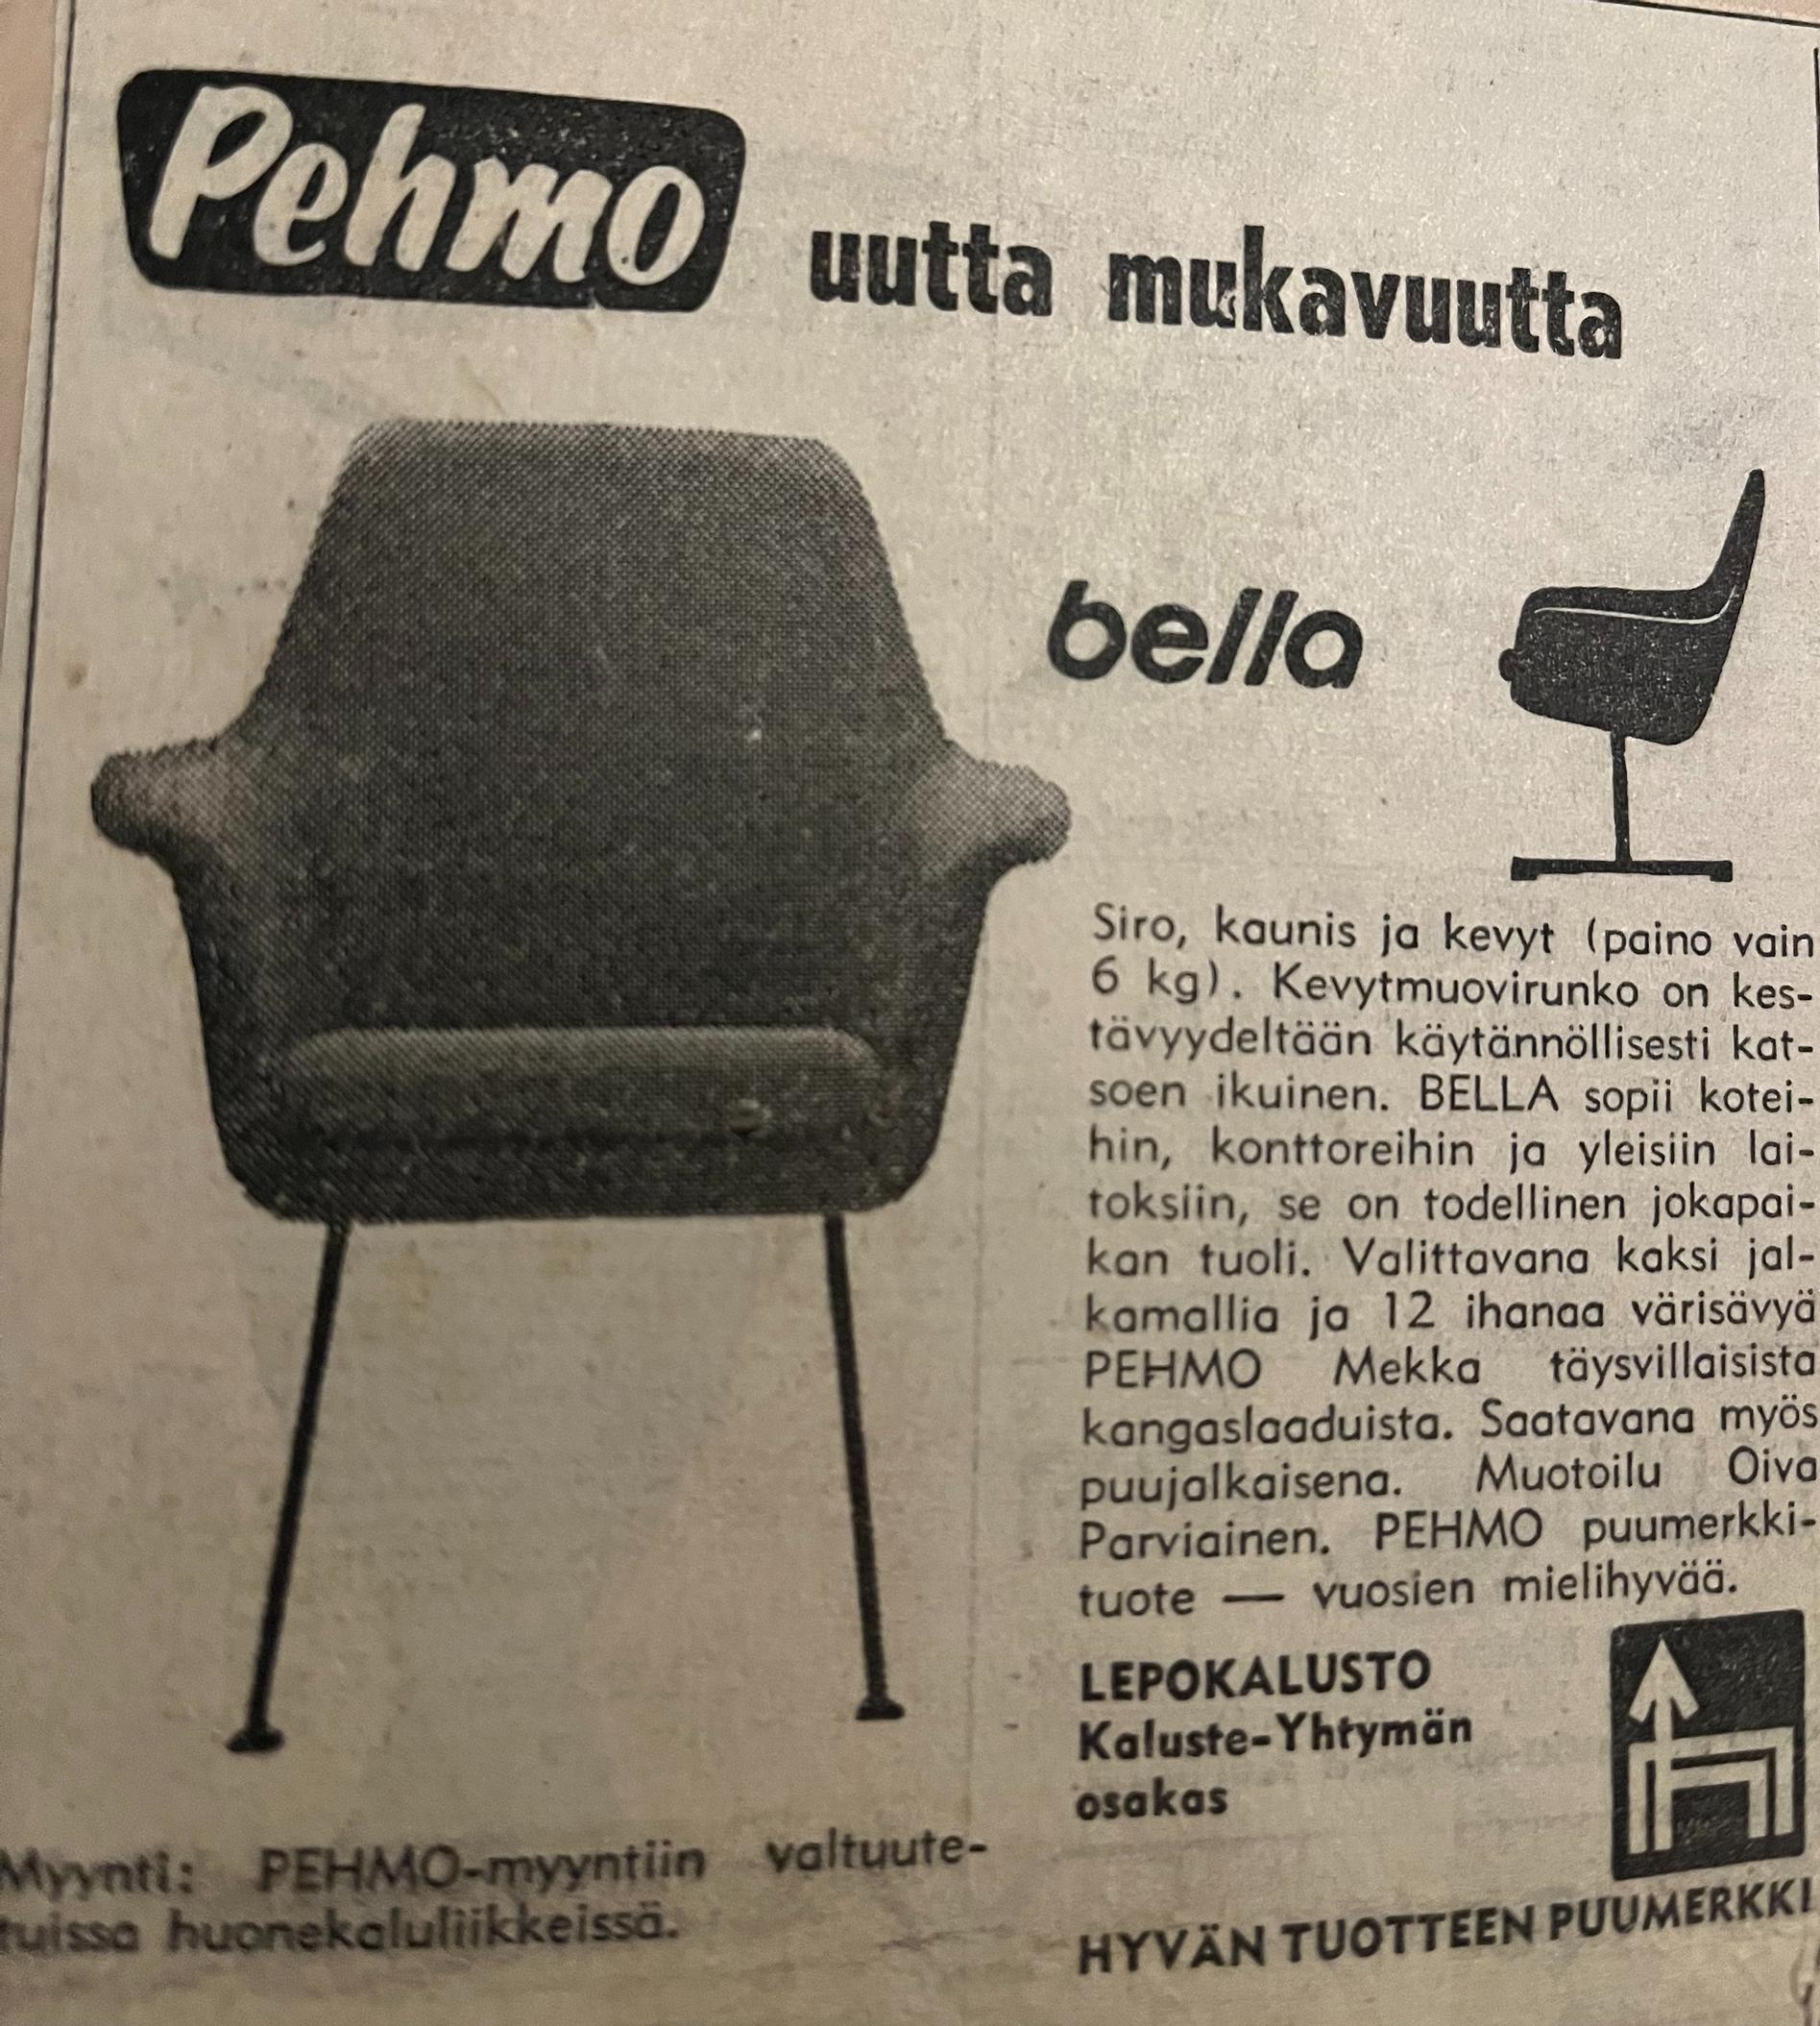 Pehmo uutta mukavuutta
bella
Siro, kaunis ja kevyt (paino vain
6 kg). Kevytmuovirunko on kes-
tävyydeltään käytännöllisesti kat-
soen ikuinen. BELLA sopii kotei-
hin, konttoreihin ja yleisiin lai-
toksiin, se on todellinen jokapai-
kan tuoli. Valittavana kaksi jal-
kamallia ja 12 ihanaa värisävyä
PEHMO Mekka täysvillaisista
kangaslaaduista. Saatavana myös
puujalkaisena. Muotoilu Oiva
Parviainen. PEHMO puumerkki-
tuote — vuosien mielihyvää.
LEPOKALUSTO
Kaluste-Yhtymän
osakas
HYVÄN TUOTTEEN PUUMERKKI
Myynti: PEHMO-myyntiin valtuute-
tuissa huonekaluliikkeissä.